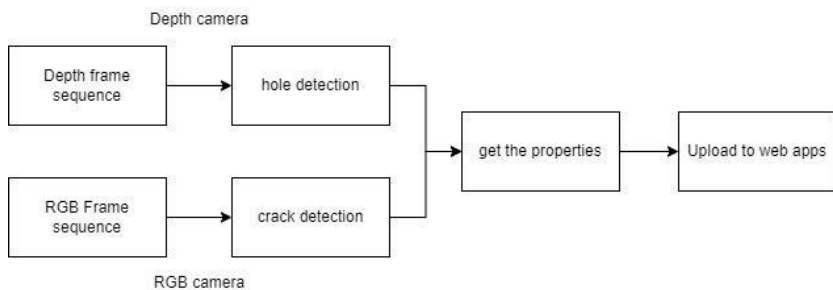 Depth camera
Depth frame
sequence
hole detection
get the properties
Upload to web apps
RGB Frame
sequence
crack detection
RGB camera